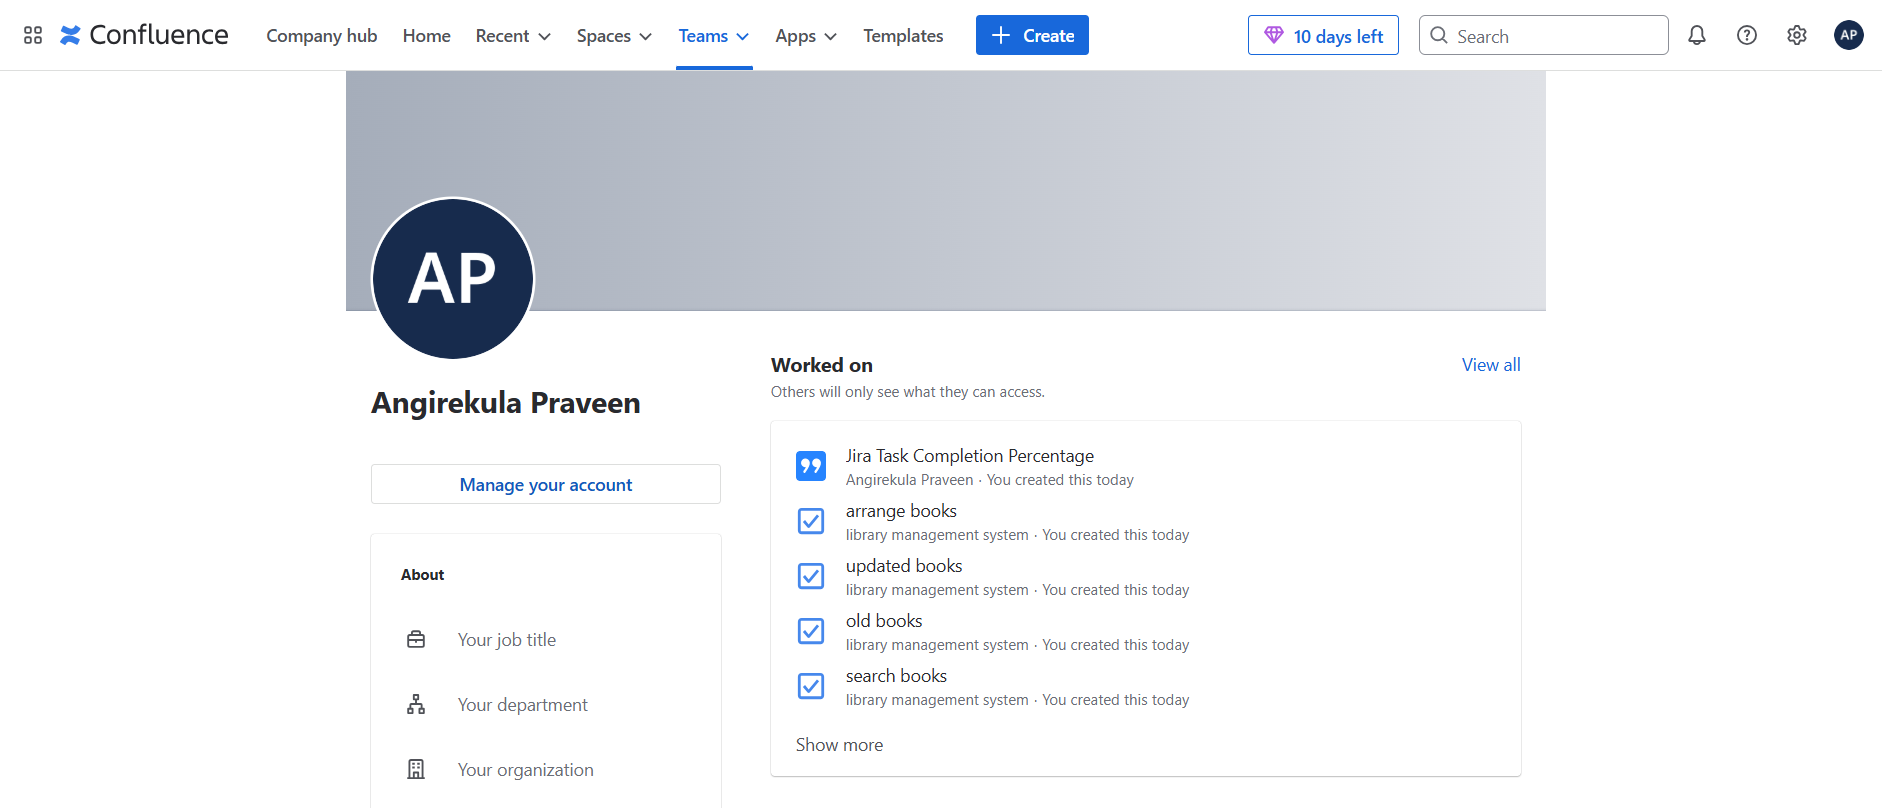 Confluence Company hub Home Recent Spaces Teams Apps Templates Create 10 days left Search AP
AP
Angirekula Praveen
Manage your account
About
Your job title
Your department
Your organization
Worked on View all
Others will only see what they can access.
Jira Task Completion Percentage
Angirekula Praveen · You created this today
arrange books
library management system · You created this today
updated books
library management system · You created this today
old books
library management system · You created this today
search books
library management system · You created this today
Show more